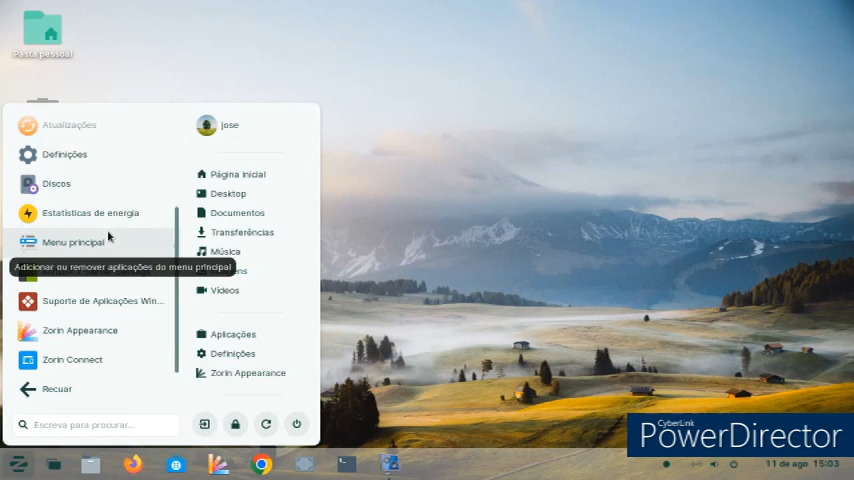 Pasta pessoal
Atualizações
Definições
Discos
Estatísticas de energia
Menu principal
Adicionar ou remover aplicações do menu principal
Suporte de Aplicações Win...
Zorin Appearance
Zorin Connect
Recuar
Escreva para procurar...
jose
Página inicial
Desktop
Documentos
Transferências
Música
Vídeos
Aplicações
Definições
Zorin Appearance
CyberLink
PowerDirector
11 de ago 15:03